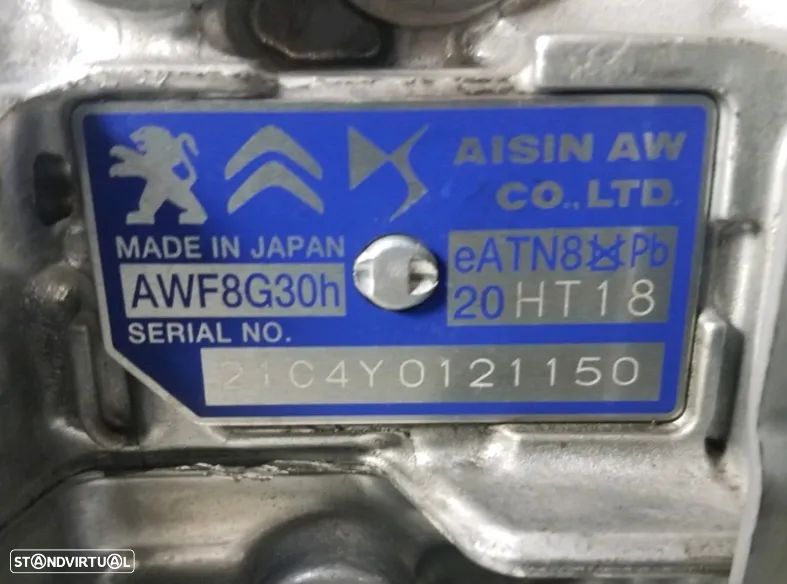 AISIN AW
CO.,LTD.
MADE IN JAPAN
eATN8 Pb
AWF8G30h
20 HT18
SERIAL NO.
21C4Y0121150
STANDVIRTUAL